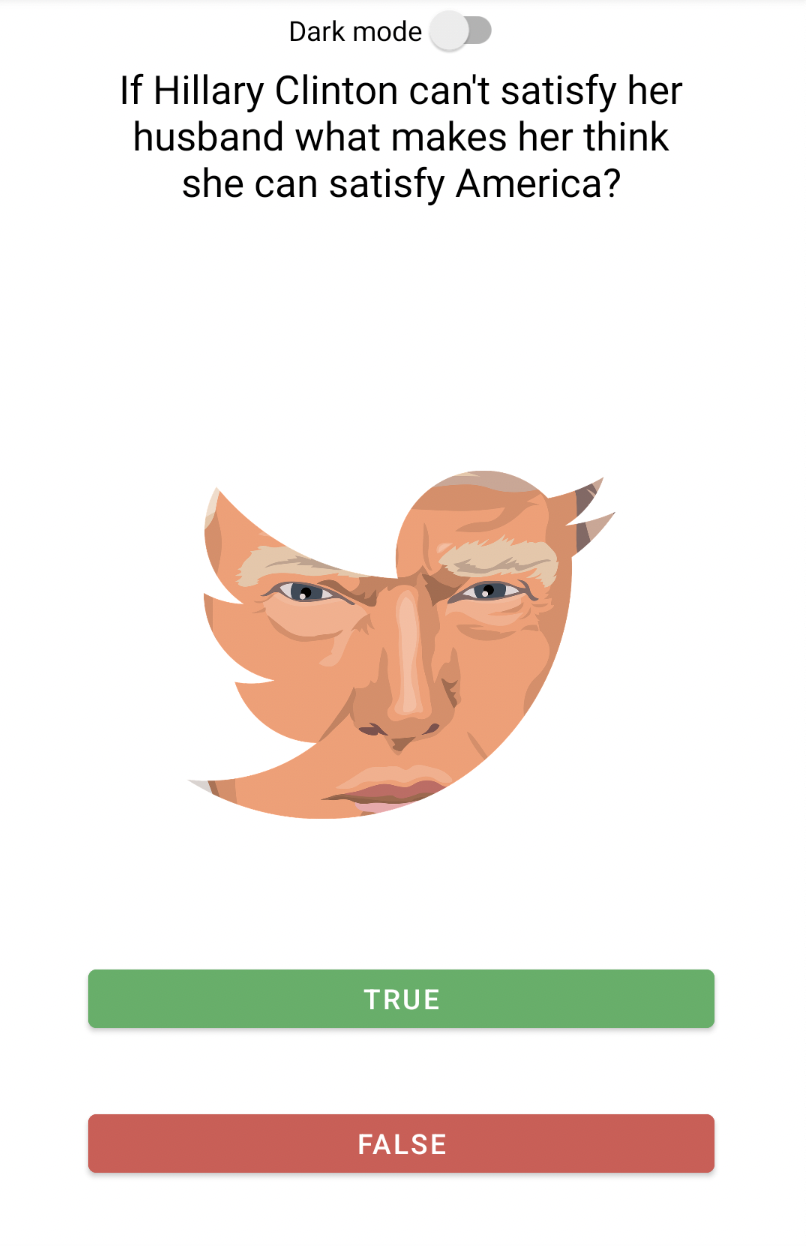 Dark mode
If Hillary Clinton can't satisfy her
husband what makes her think
she can satisfy America?
TRUE
FALSE